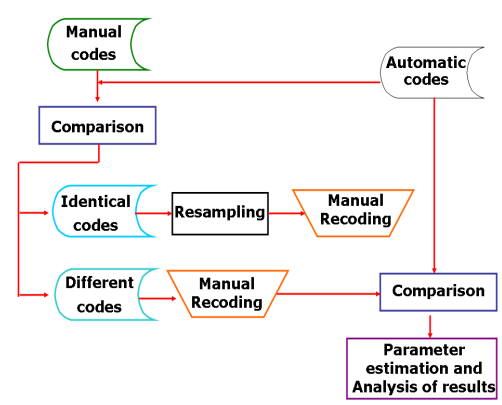 Manual
codes
Automatic
codes
Comparison
Identical
codes
Resampling
Manual
Recoding
Different
codes
Manual
Recoding
Comparison
Parameter
estimation and
Analysis of results